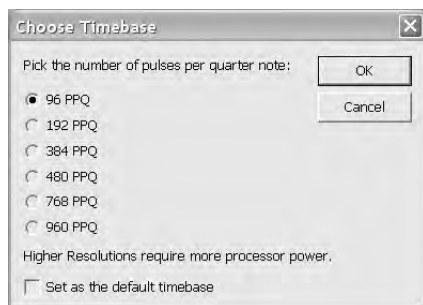 Choose Timebase
Pick the number of pulses per quarter note:
OK
96 PPQ
Cancel
192 PPQ
384 PPQ
480 PPQ
768 PPQ
960 PPQ
Higher Resolutions require more processor power.
Set as the default timebase